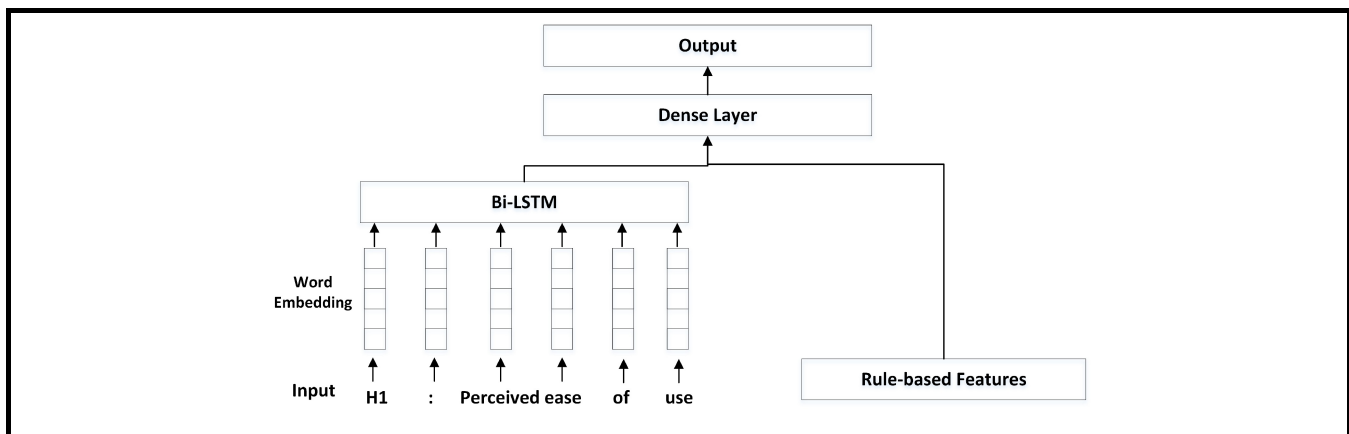 Output
Dense Layer
Bi-LSTM
Word
Embedding
Rule-based Features
Input H1 : Perceived ease of use